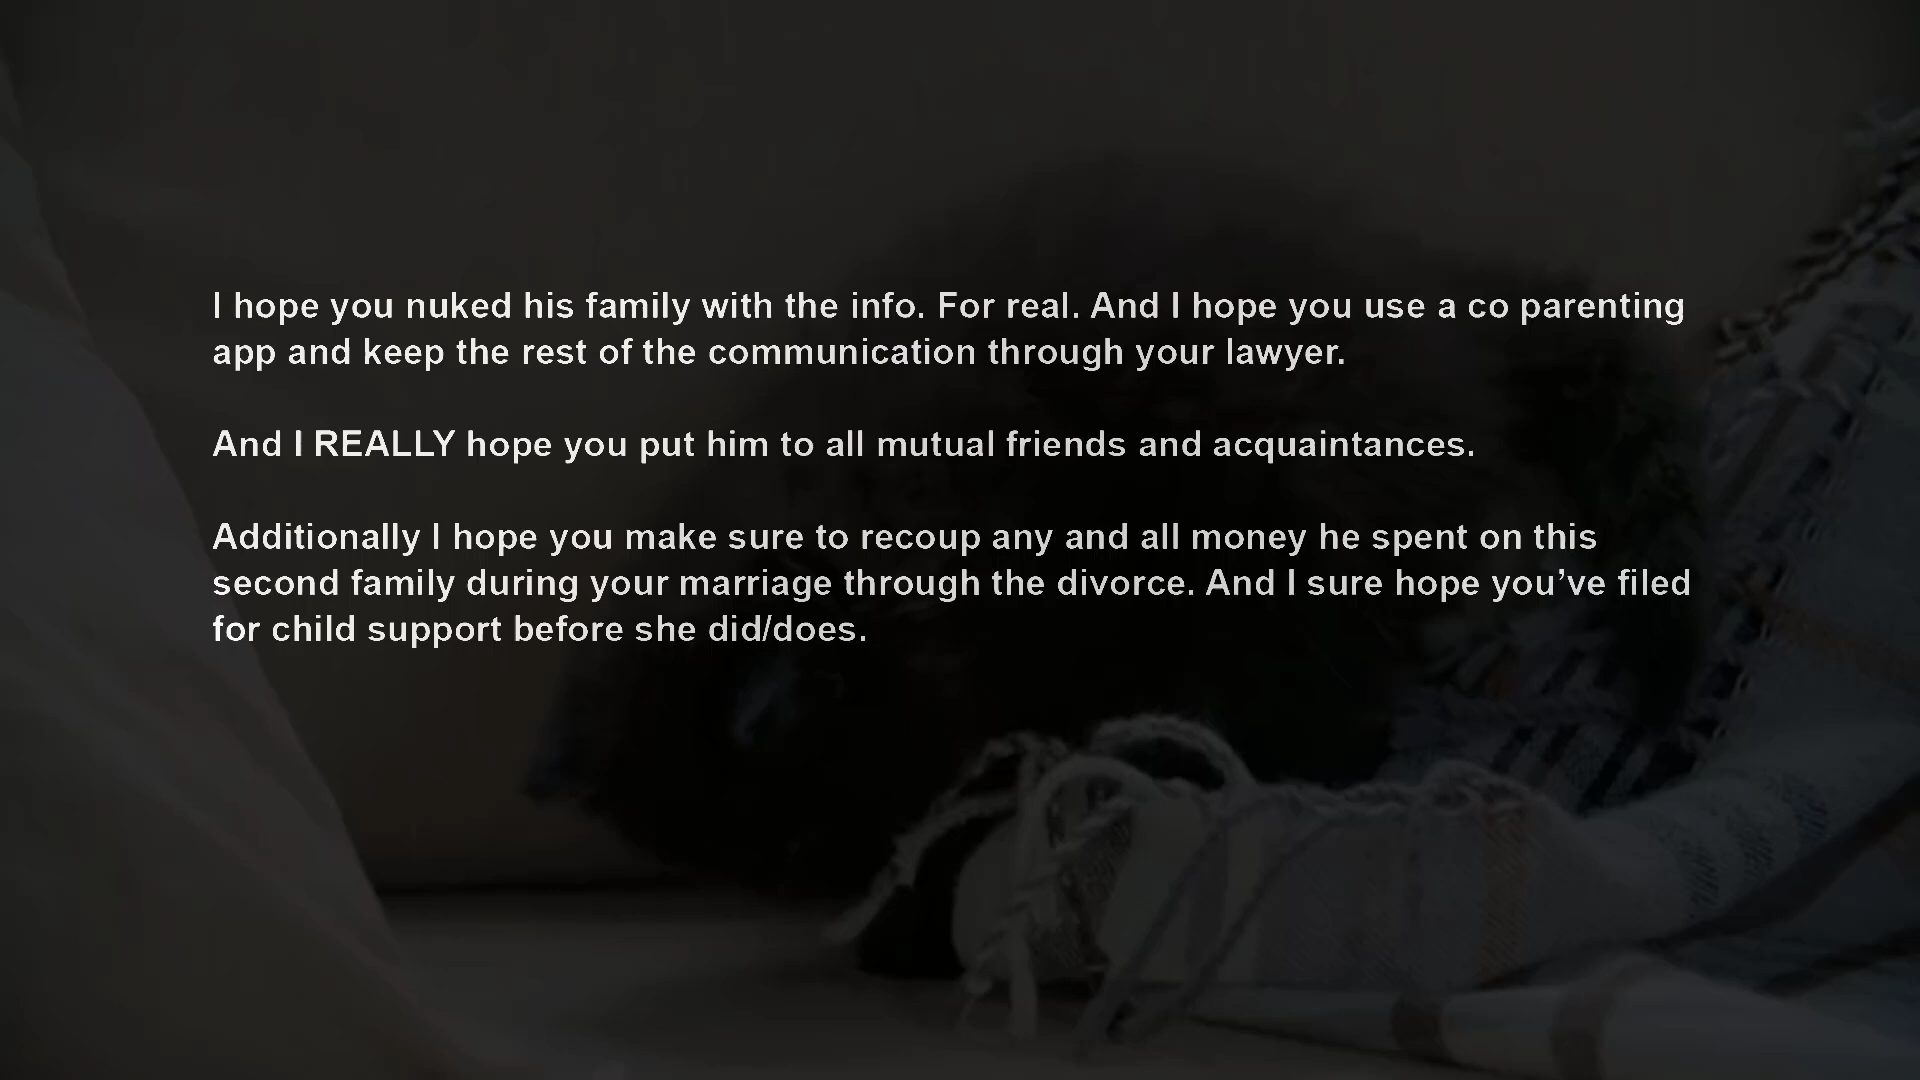 I hope you nuked his family with the info. For real. And I hope you use a co parenting
app and keep the rest of the communication through your lawyer.
And I REALLY hope you put him to all mutual friends and acquaintances.
Additionally I hope you make sure to recoup any and all money he spent on this
second family during your marriage through the divorce. And I sure hope you’ve filed
for child support before she did/does.